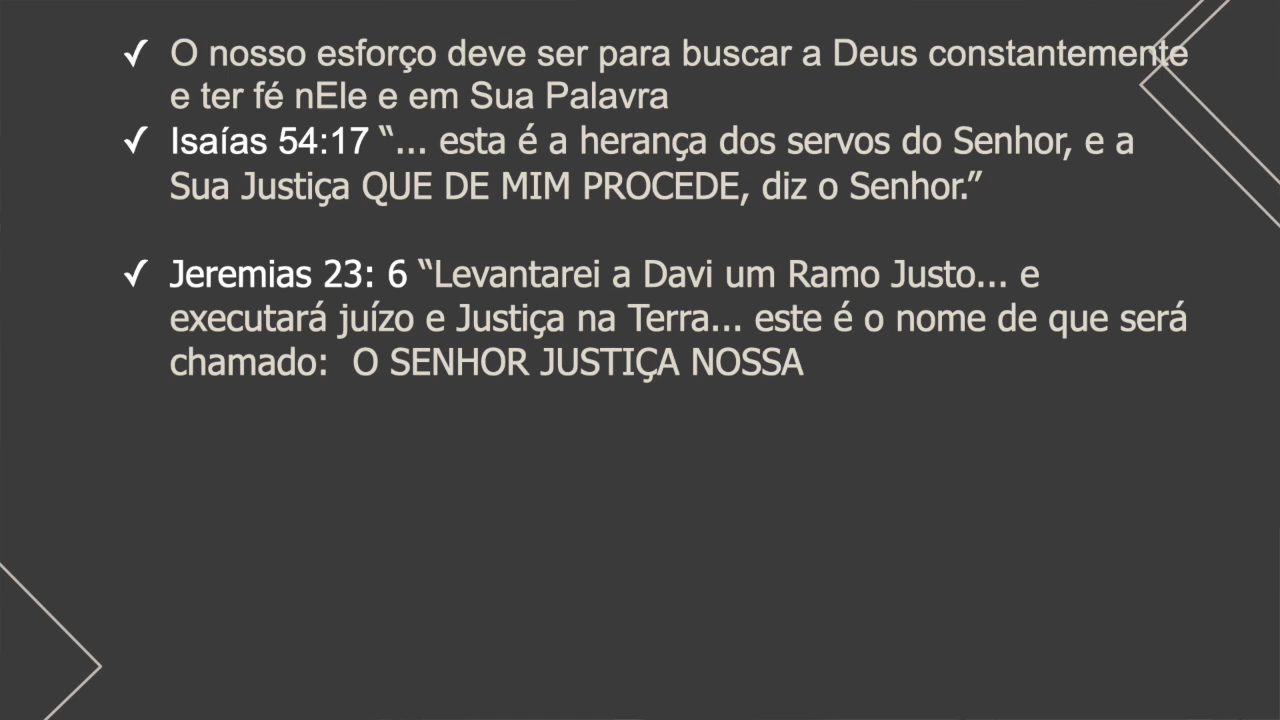 ✓ O nosso esforço deve ser para buscar a Deus constantemente
e ter fé nEle e em Sua Palavra
✓ Isaías 54:17 “... esta é a herança dos servos do Senhor, e a
Sua Justiça QUE DE MIM PROCEDE, diz o Senhor.”
✓ Jeremias 23: 6 “Levantarei a Davi um Ramo Justo... e
executará juízo e Justiça na Terra... este é o nome de que será
chamado:  O SENHOR JUSTIÇA NOSSA